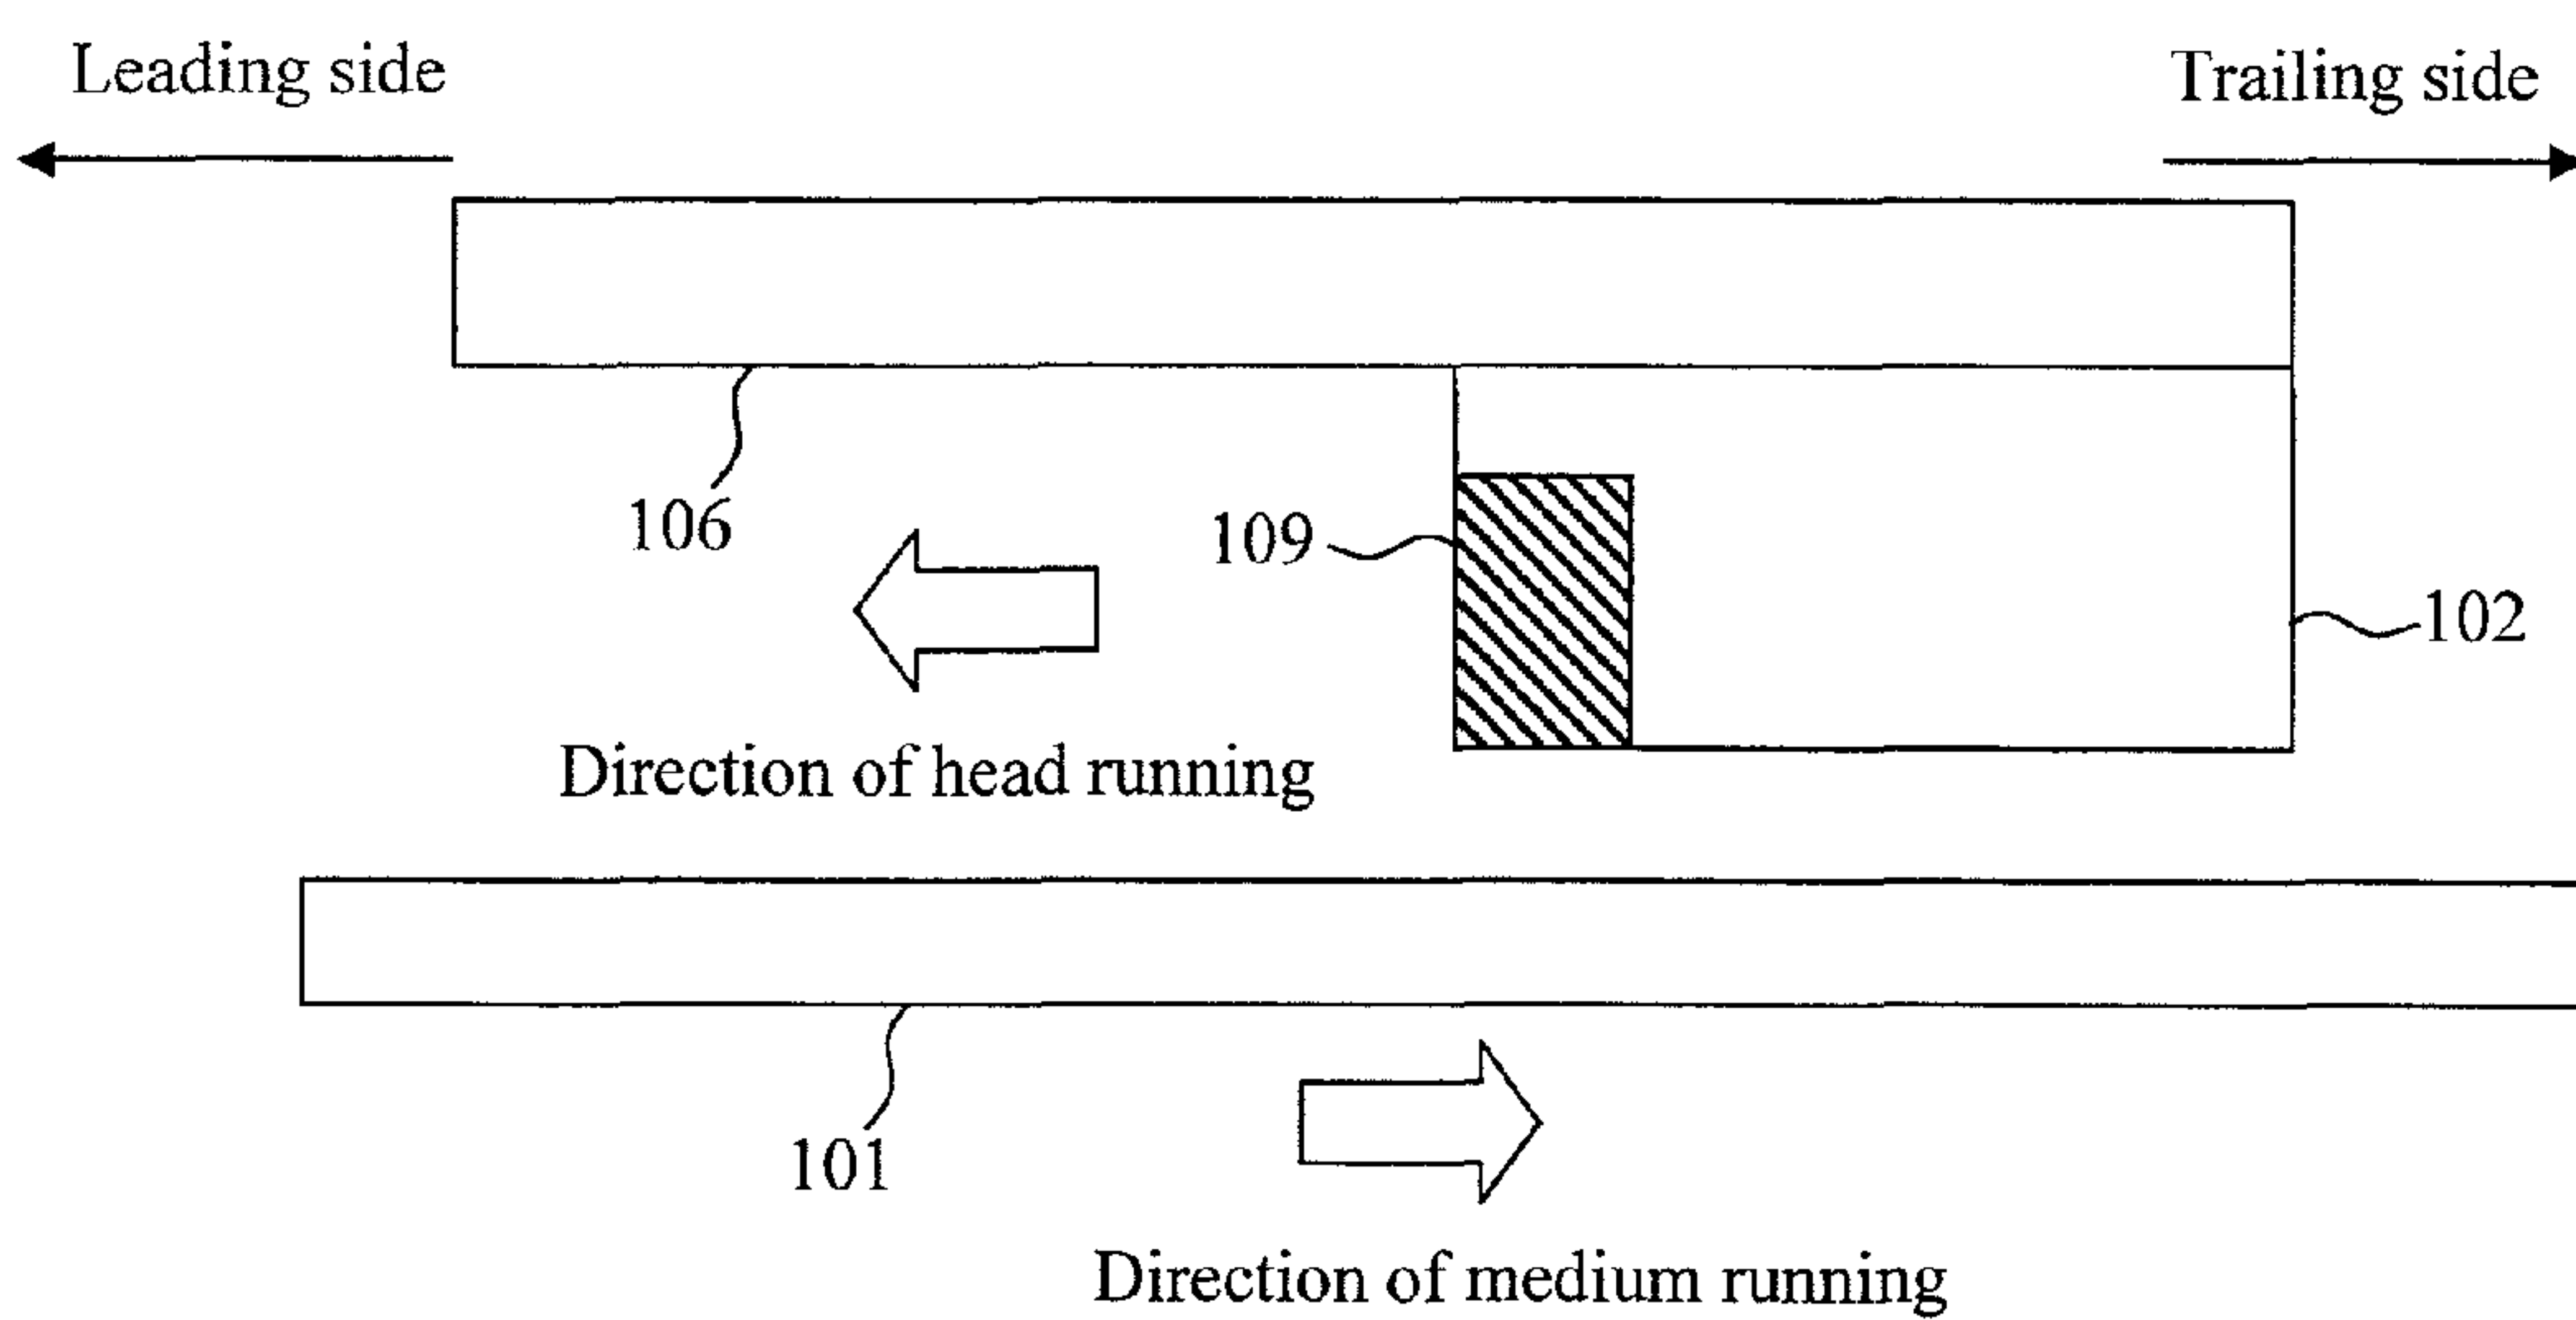 Leading side
Trailing side
106
109
102
Direction of head running
101
Direction of medium running